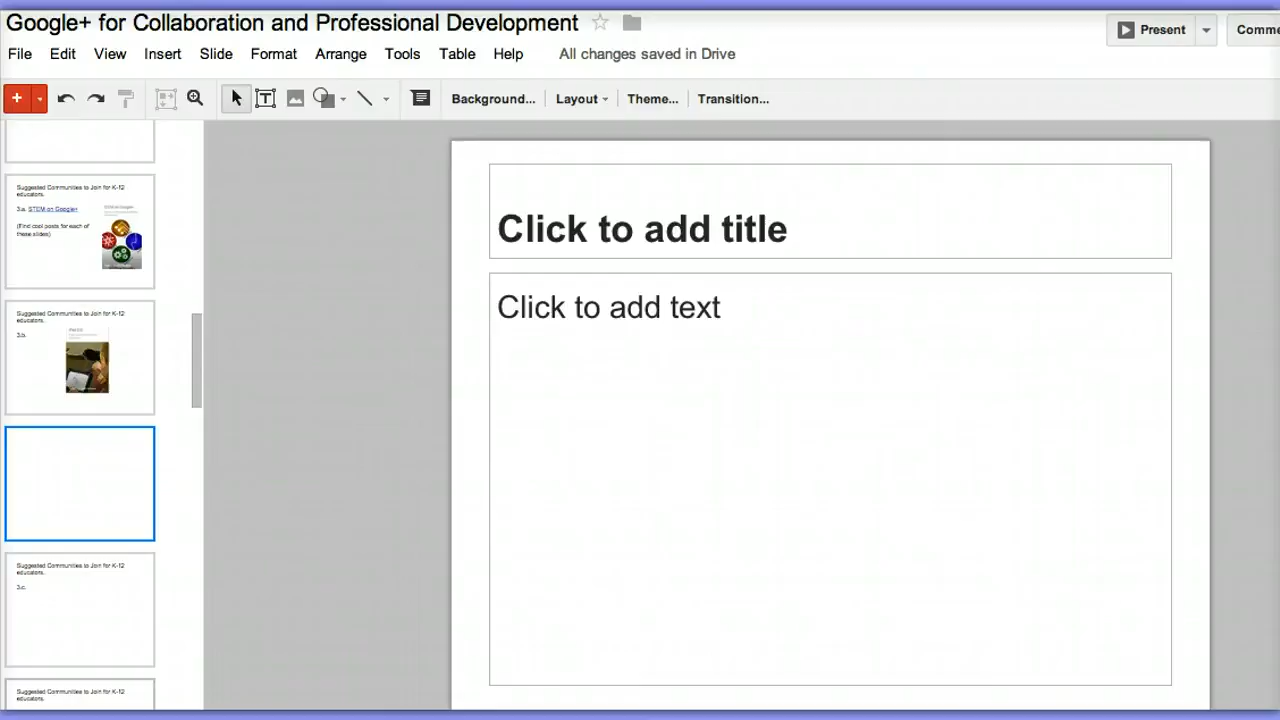 Google+ for Collaboration and Professional Development
Present
Comme
File Edit View Insert Slide Format Arrange Tools Table Help All changes saved in Drive
Background... Layout Theme... Transition...
Suggested Communities to Join for K-12
educators.
3.a. STEM on Google+
(Find cool posts for each of
these slides)
Suggested Communities to Join for K-12
educators.
3.b.
Suggested Communities to Join for K-12
educators.
3.c.
Suggested Communities to Join for K-12
educators.
Click to add title
Click to add text